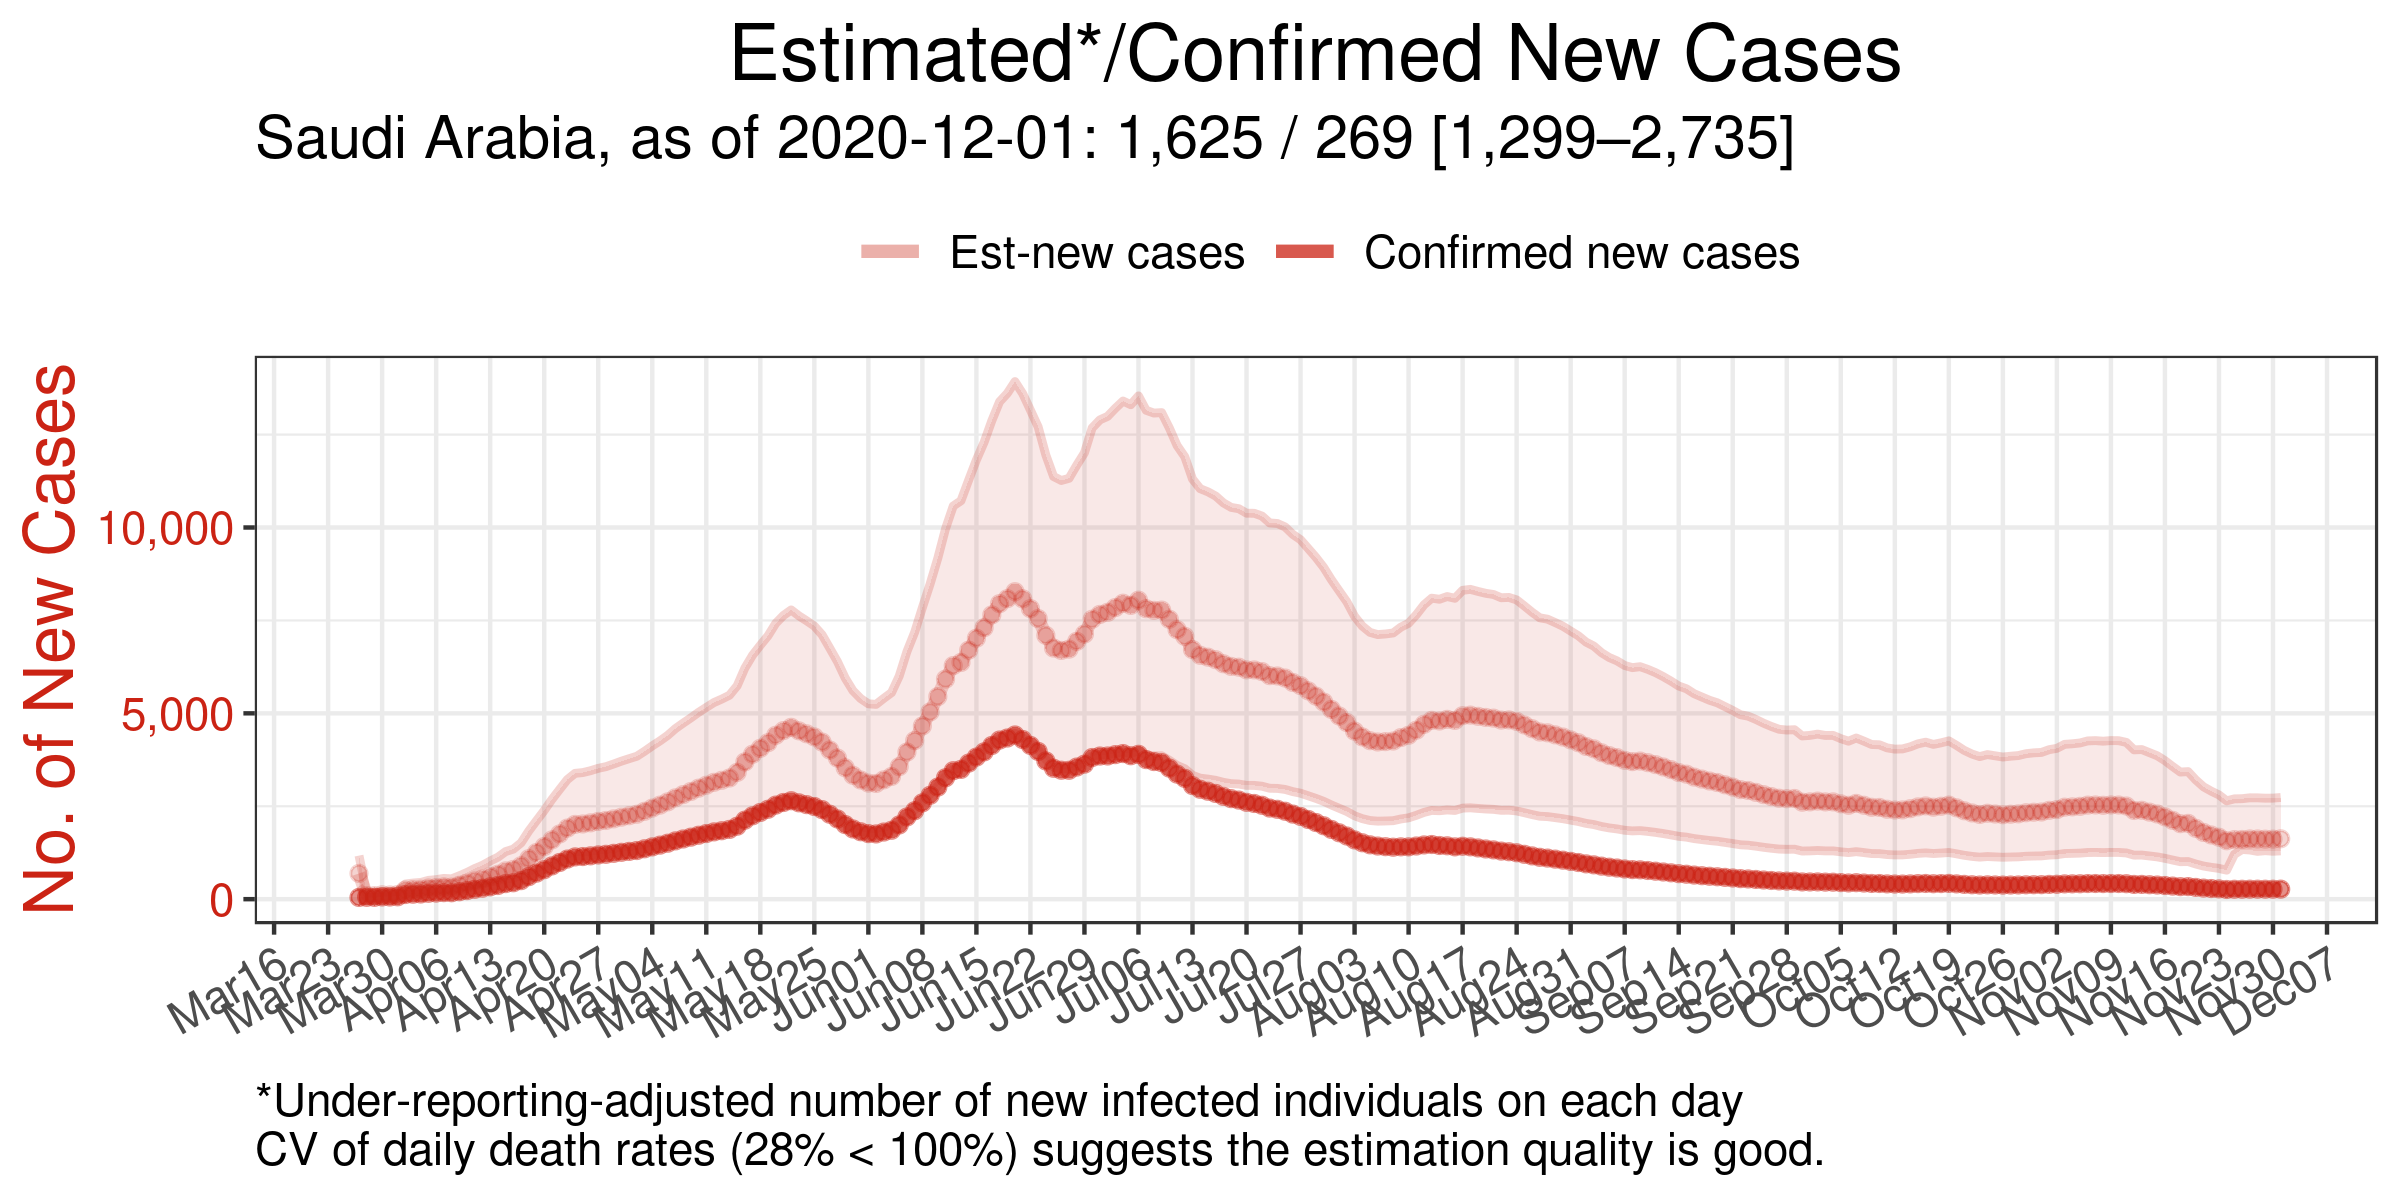 Estimated*/Confirmed New Cases
Saudi Arabia, as of 2020-12-01: 1,625 / 269 [1,299–2,735]
Est-new cases Confirmed new cases
No. of New Cases
10,000
5,000
0
Mar16 Mar23 Mar30 Apr06 Apr13 Apr20 Apr27 May04 May11 May18 May25 Jun01 Jun08 Jun15 Jun22 Jun29 Jul06 Jul13 Jul20 Jul27 Aug03 Aug10 Aug17 Aug24 Aug31 Sep07 Sep14 Sep21 Sep28 Oct05 Oct12 Oct19 Oct26 Nov02 Nov09 Nov16 Nov23 Nov30 Dec07
*Under-reporting-adjusted number of new infected individuals on each day
CV of daily death rates (28% < 100%) suggests the estimation quality is good.